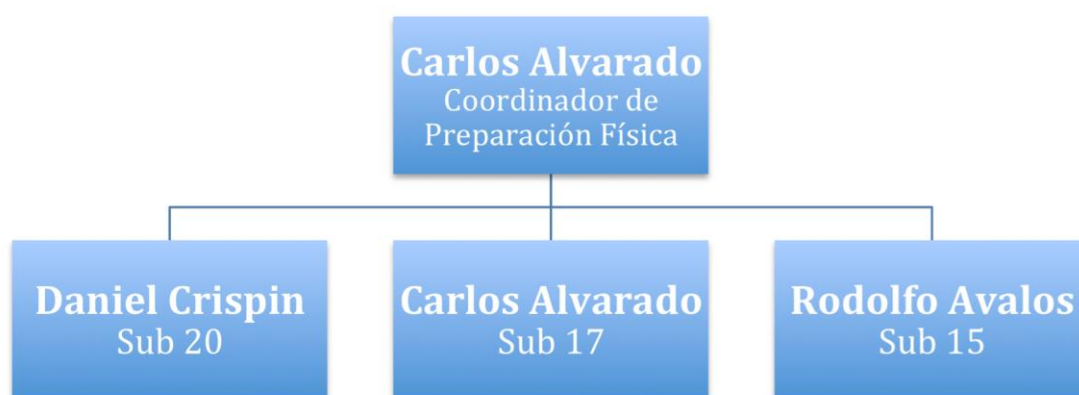 Carlos Alvarado
Coordinador de
Preparación Física
Daniel Crispin
Sub 20
Carlos Alvarado
Sub 17
Rodolfo Avalos
Sub 15